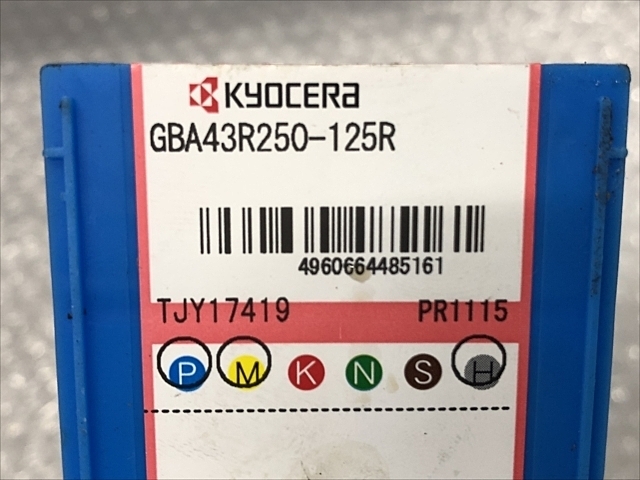 KYOCERA
GBA43R250-125R
4960664485161
TJY17419 PR1115
P M K N S H